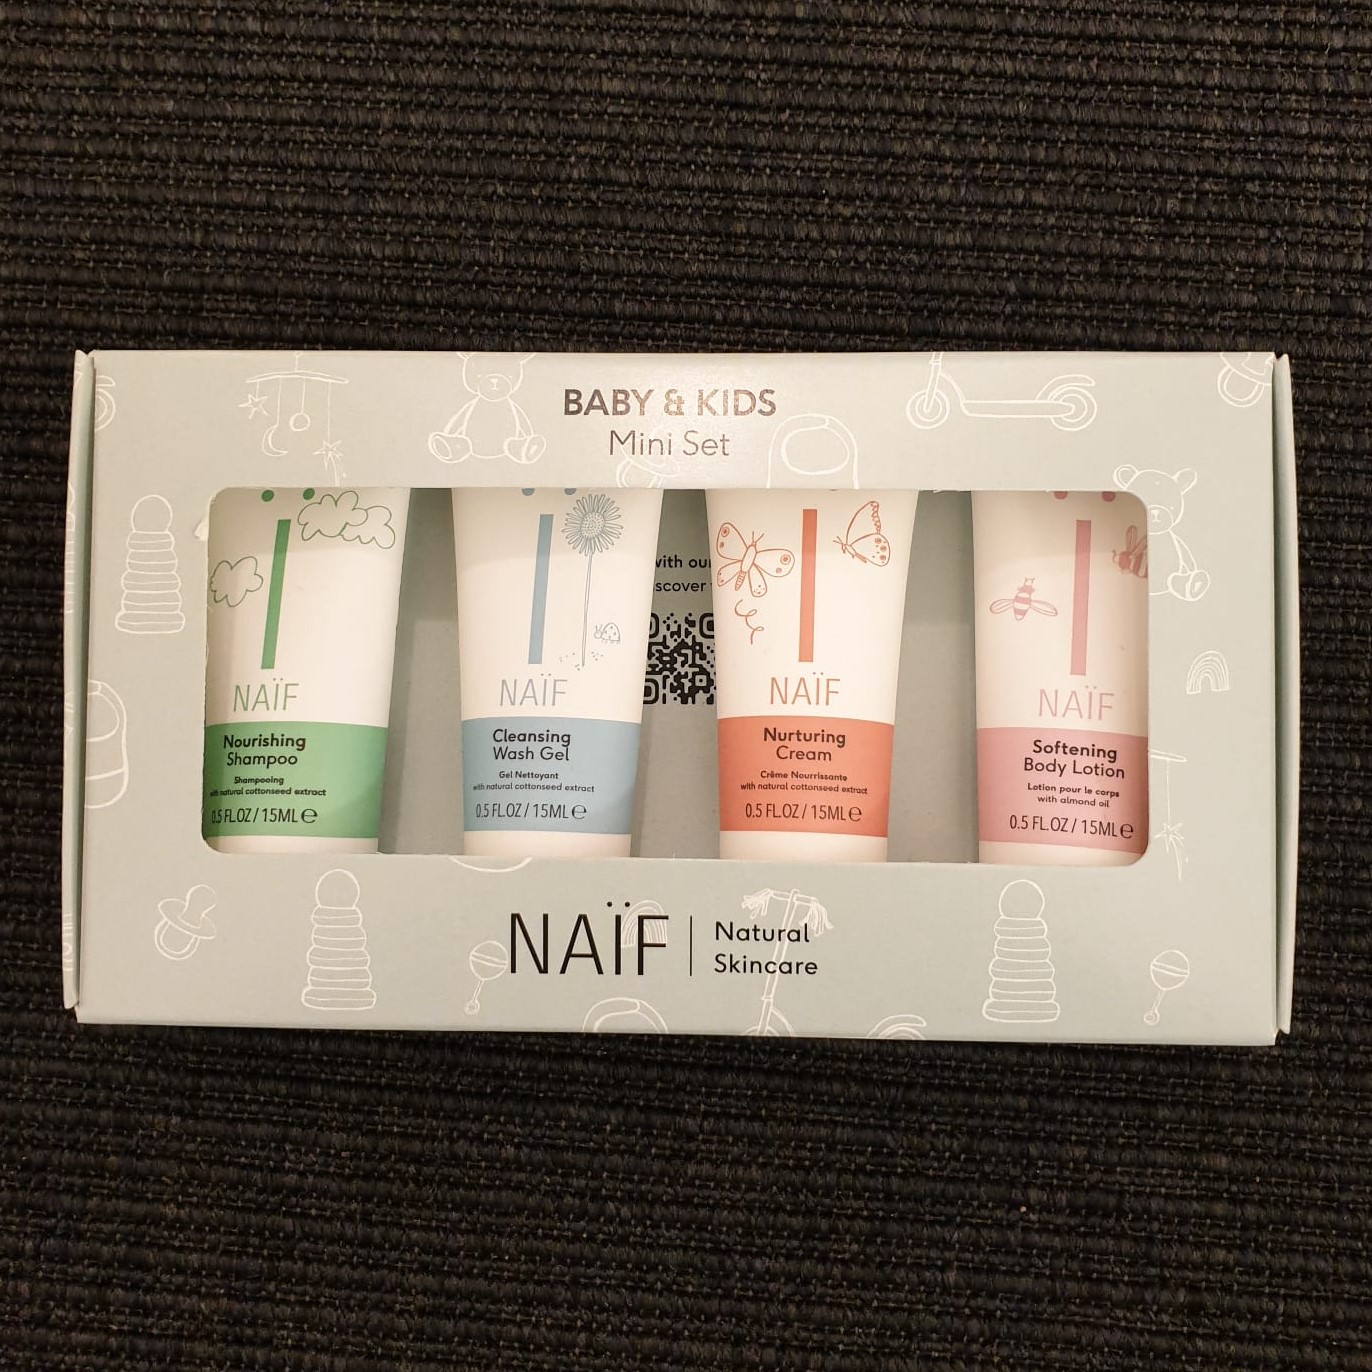 BABY & KIDS
Mini Set
with our
scover
NAÏF
Nourishing
Shampoo
Shampooing
with natural cottonseed extract
0.5 FL.OZ / 15ML e
NAÏF
Cleansing
Wash Gel
Gel Nettoyant
with natural cottonseed extract
0.5 FL.OZ / 15ML e
NAÏF
Nurturing
Cream
Crème Nourrissante
with natural cottonseed extract
0.5 FL.OZ / 15ML e
NAÏF
Softening
Body Lotion
Lotion pour le corps
with almond oil
0.5 FL.OZ / 15ML e
NAÏF
Natural
Skincare